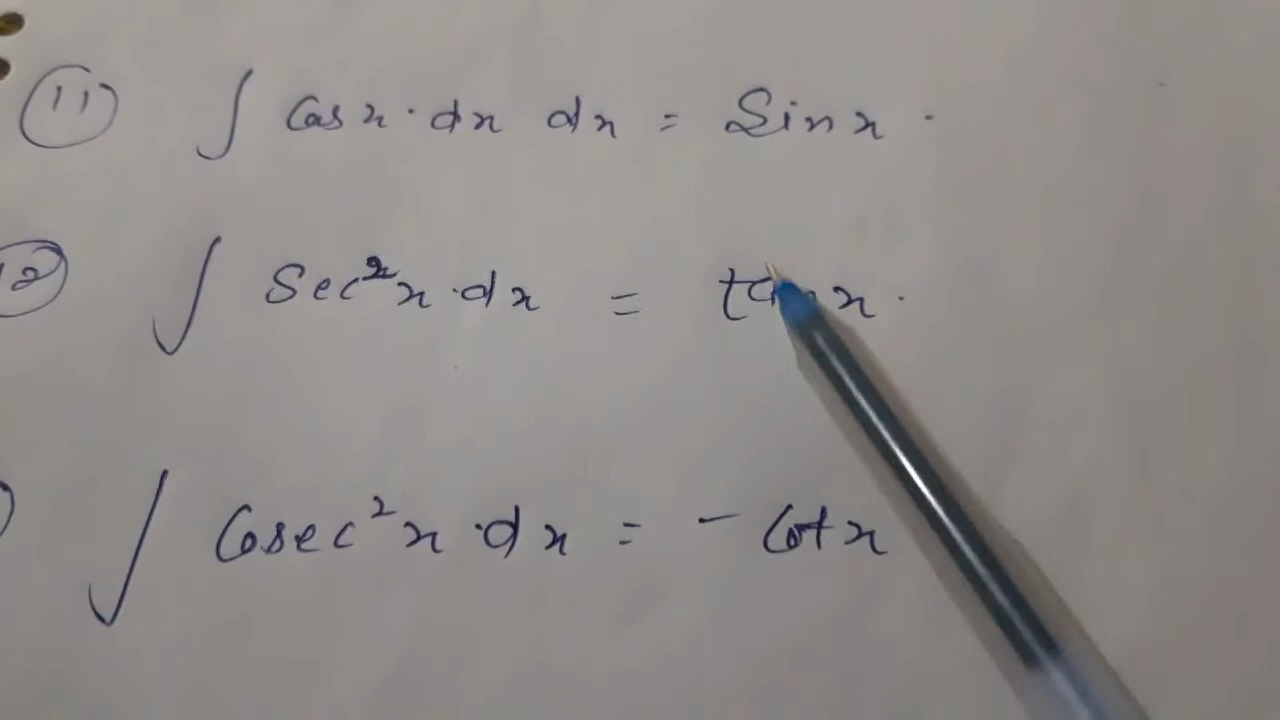 (11) ∫ Cos x · dx dx = Sin x .
(12) ∫ Sec²x · dx = tan x .
) ∫ Cosec²x · dx = - Cot x